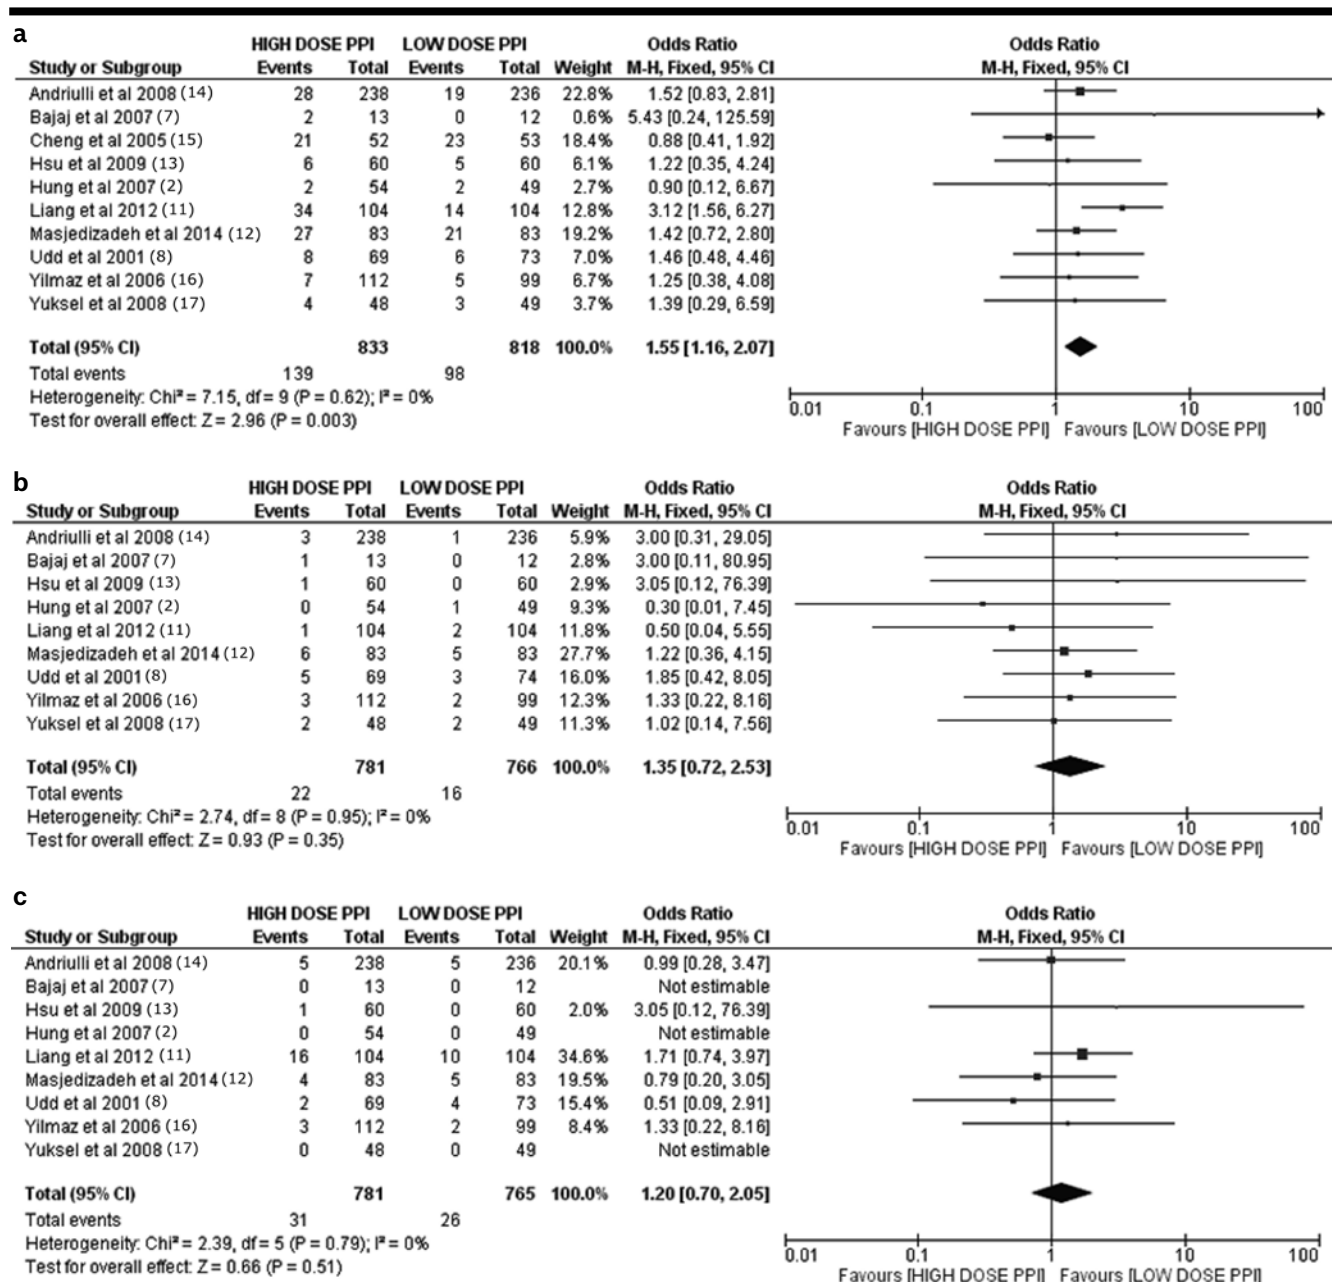 a
HIGH DOSE PPI LOW DOSE PPI Odds Ratio Odds Ratio
Study or Subgroup Events Total Events Total Weight M-H, Fixed, 95% CI M-H, Fixed, 95% CI
Andriulli et al 2008 (14) 28 238 19 236 22.8% 1.52 [0.83, 2.81]
Bajaj et al 2007 (7) 2 13 0 12 0.6% 5.43 [0.24, 125.59]
Cheng et al 2005 (15) 21 52 23 53 18.4% 0.88 [0.41, 1.92]
Hsu et al 2009 (13) 6 60 5 60 6.1% 1.22 [0.35, 4.24]
Hung et al 2007 (2) 2 54 2 49 2.7% 0.90 [0.12, 6.67]
Liang et al 2012 (11) 34 104 14 104 12.8% 3.12 [1.56, 6.27]
Masjedizadeh et al 2014 (12) 27 83 21 83 19.2% 1.42 [0.72, 2.80]
Udd et al 2001 (8) 8 69 6 73 7.0% 1.46 [0.48, 4.46]
Yilmaz et al 2006 (16) 7 112 5 99 6.7% 1.25 [0.38, 4.08]
Yuksel et al 2008 (17) 4 48 3 49 3.7% 1.39 [0.29, 6.59]
Total (95% CI) 833 818 100.0% 1.55 [1.16, 2.07]
Total events 139 98
Heterogeneity: Chi² = 7.15, df = 9 (P = 0.62); I² = 0%
Test for overall effect: Z = 2.96 (P = 0.003)
0.01 0.1 1 10 100
Favours [HIGH DOSE PPI] Favours [LOW DOSE PPI]
b
HIGH DOSE PPI LOW DOSE PPI Odds Ratio Odds Ratio
Study or Subgroup Events Total Events Total Weight M-H, Fixed, 95% CI M-H, Fixed, 95% CI
Andriulli et al 2008 (14) 3 238 1 236 5.9% 3.00 [0.31, 29.05]
Bajaj et al 2007 (7) 1 13 0 12 2.8% 3.00 [0.11, 80.95]
Hsu et al 2009 (13) 1 60 0 60 2.9% 3.05 [0.12, 76.39]
Hung et al 2007 (2) 0 54 1 49 9.3% 0.30 [0.01, 7.45]
Liang et al 2012 (11) 1 104 2 104 11.8% 0.50 [0.04, 5.55]
Masjedizadeh et al 2014 (12) 6 83 5 83 27.7% 1.22 [0.36, 4.15]
Udd et al 2001 (8) 5 69 3 74 16.0% 1.85 [0.42, 8.05]
Yilmaz et al 2006 (16) 3 112 2 99 12.3% 1.33 [0.22, 8.16]
Yuksel et al 2008 (17) 2 48 2 49 11.3% 1.02 [0.14, 7.56]
Total (95% CI) 781 766 100.0% 1.35 [0.72, 2.53]
Total events 22 16
Heterogeneity: Chi² = 2.74, df = 8 (P = 0.95); I² = 0%
Test for overall effect: Z = 0.93 (P = 0.35)
0.01 0.1 1 10 100
Favours [HIGH DOSE PPI] Favours [LOW DOSE PPI]
c
HIGH DOSE PPI LOW DOSE PPI Odds Ratio Odds Ratio
Study or Subgroup Events Total Events Total Weight M-H, Fixed, 95% CI M-H, Fixed, 95% CI
Andriulli et al 2008 (14) 5 238 5 236 20.1% 0.99 [0.28, 3.47]
Bajaj et al 2007 (7) 0 13 0 12 Not estimable
Hsu et al 2009 (13) 1 60 0 60 2.0% 3.05 [0.12, 76.39]
Hung et al 2007 (2) 0 54 0 49 Not estimable
Liang et al 2012 (11) 16 104 10 104 34.6% 1.71 [0.74, 3.97]
Masjedizadeh et al 2014 (12) 4 83 5 83 19.5% 0.79 [0.20, 3.05]
Udd et al 2001 (8) 2 69 4 73 15.4% 0.51 [0.09, 2.91]
Yilmaz et al 2006 (16) 3 112 2 99 8.4% 1.33 [0.22, 8.16]
Yuksel et al 2008 (17) 0 48 0 49 Not estimable
Total (95% CI) 781 765 100.0% 1.20 [0.70, 2.05]
Total events 31 26
Heterogeneity: Chi² = 2.39, df = 5 (P = 0.79); I² = 0%
Test for overall effect: Z = 0.66 (P = 0.51)
0.01 0.1 1 10 100
Favours [HIGH DOSE PPI] Favours [LOW DOSE PPI]